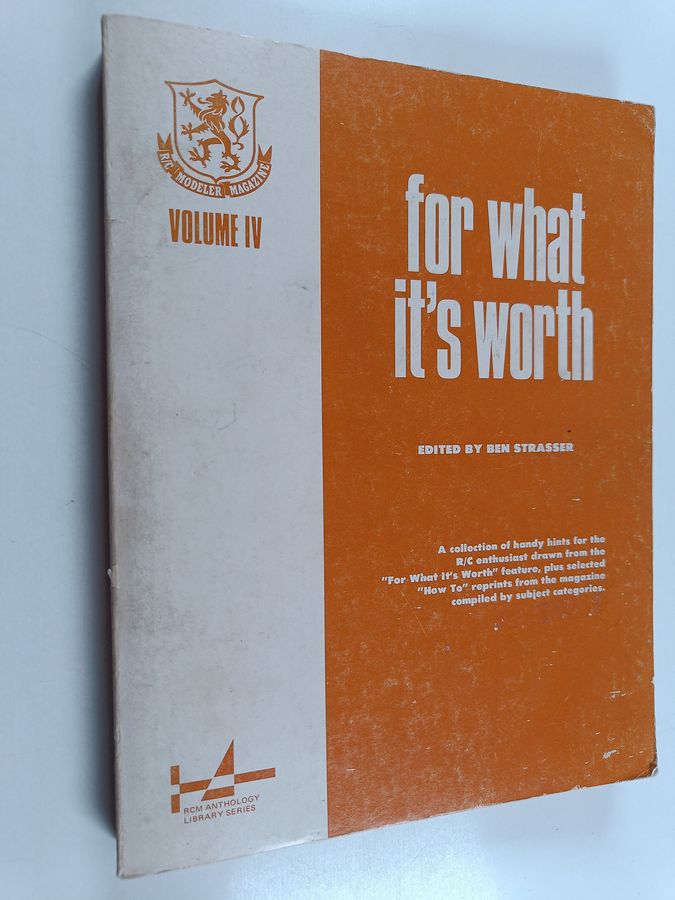 R/C MODELER MAGAZINE
VOLUME IV
for what
it's worth
EDITED BY BEN STRASSER
A collection of handy hints for the
R/C enthusiast drawn from the
"For What It's Worth" feature, plus selected
"How To" reprints from the magazine
compiled by subject categories.
RCM ANTHOLOGY
LIBRARY SERIES